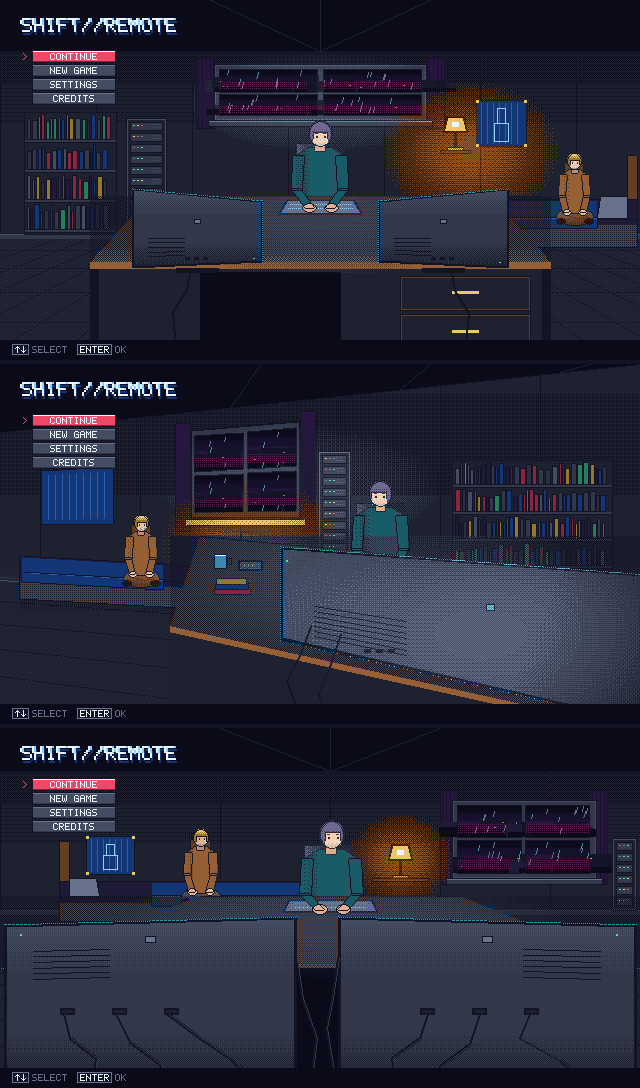 SHIFT//REMOTE
> CONTINUE
NEW GAME
SETTINGS
CREDITS
↑↓ SELECT ENTER OK
SHIFT//REMOTE
> CONTINUE
NEW GAME
SETTINGS
CREDITS
↑↓ SELECT ENTER OK
SHIFT//REMOTE
> CONTINUE
NEW GAME
SETTINGS
CREDITS
↑↓ SELECT ENTER OK